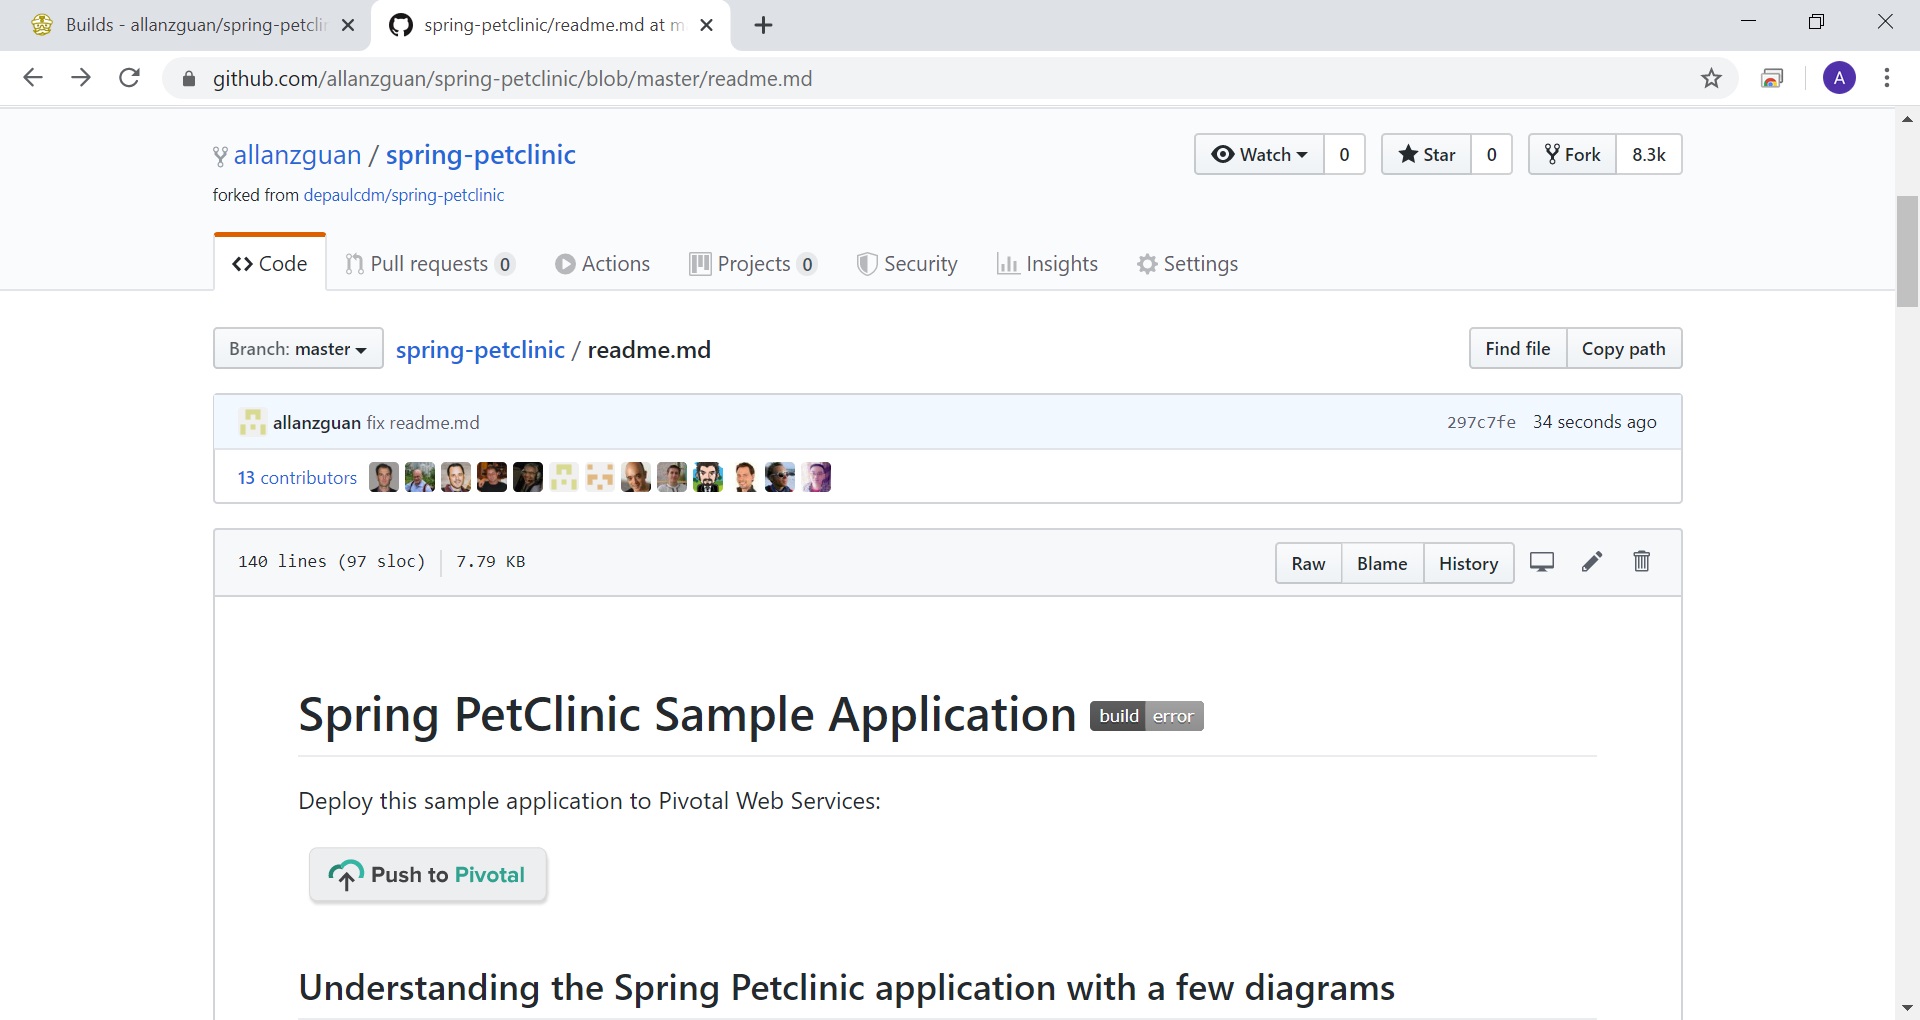 Builds - allanzguan/spring-petclin
spring-petclinic/readme.md at m
github.com/allanzguan/spring-petclinic/blob/master/readme.md
A
allanzguan / spring-petclinic
Watch 0
Star 0
Fork 8.3k
forked from depaulcdm/spring-petclinic
Code
Pull requests 0
Actions
Projects 0
Security
Insights
Settings
Branch: master
spring-petclinic / readme.md
Find file
Copy path
allanzguan fix readme.md
297c7fe 34 seconds ago
13 contributors
140 lines (97 sloc) 7.79 KB
Raw
Blame
History
Spring PetClinic Sample Application build error
Deploy this sample application to Pivotal Web Services:
Push to Pivotal
Understanding the Spring Petclinic application with a few diagrams